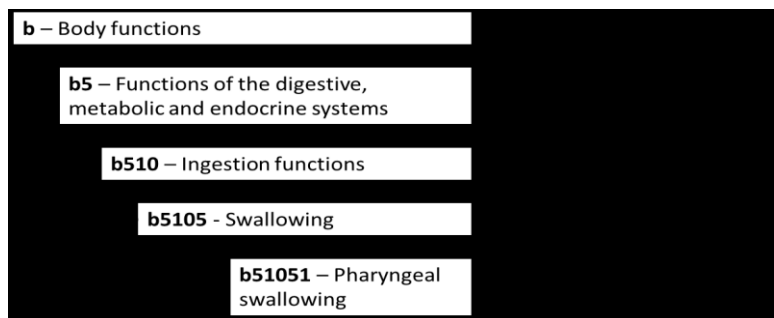 b – Body functions
b5 – Functions of the digestive,
metabolic and endocrine systems
b510 – Ingestion functions
b5105 - Swallowing
b51051 – Pharyngeal
swallowing